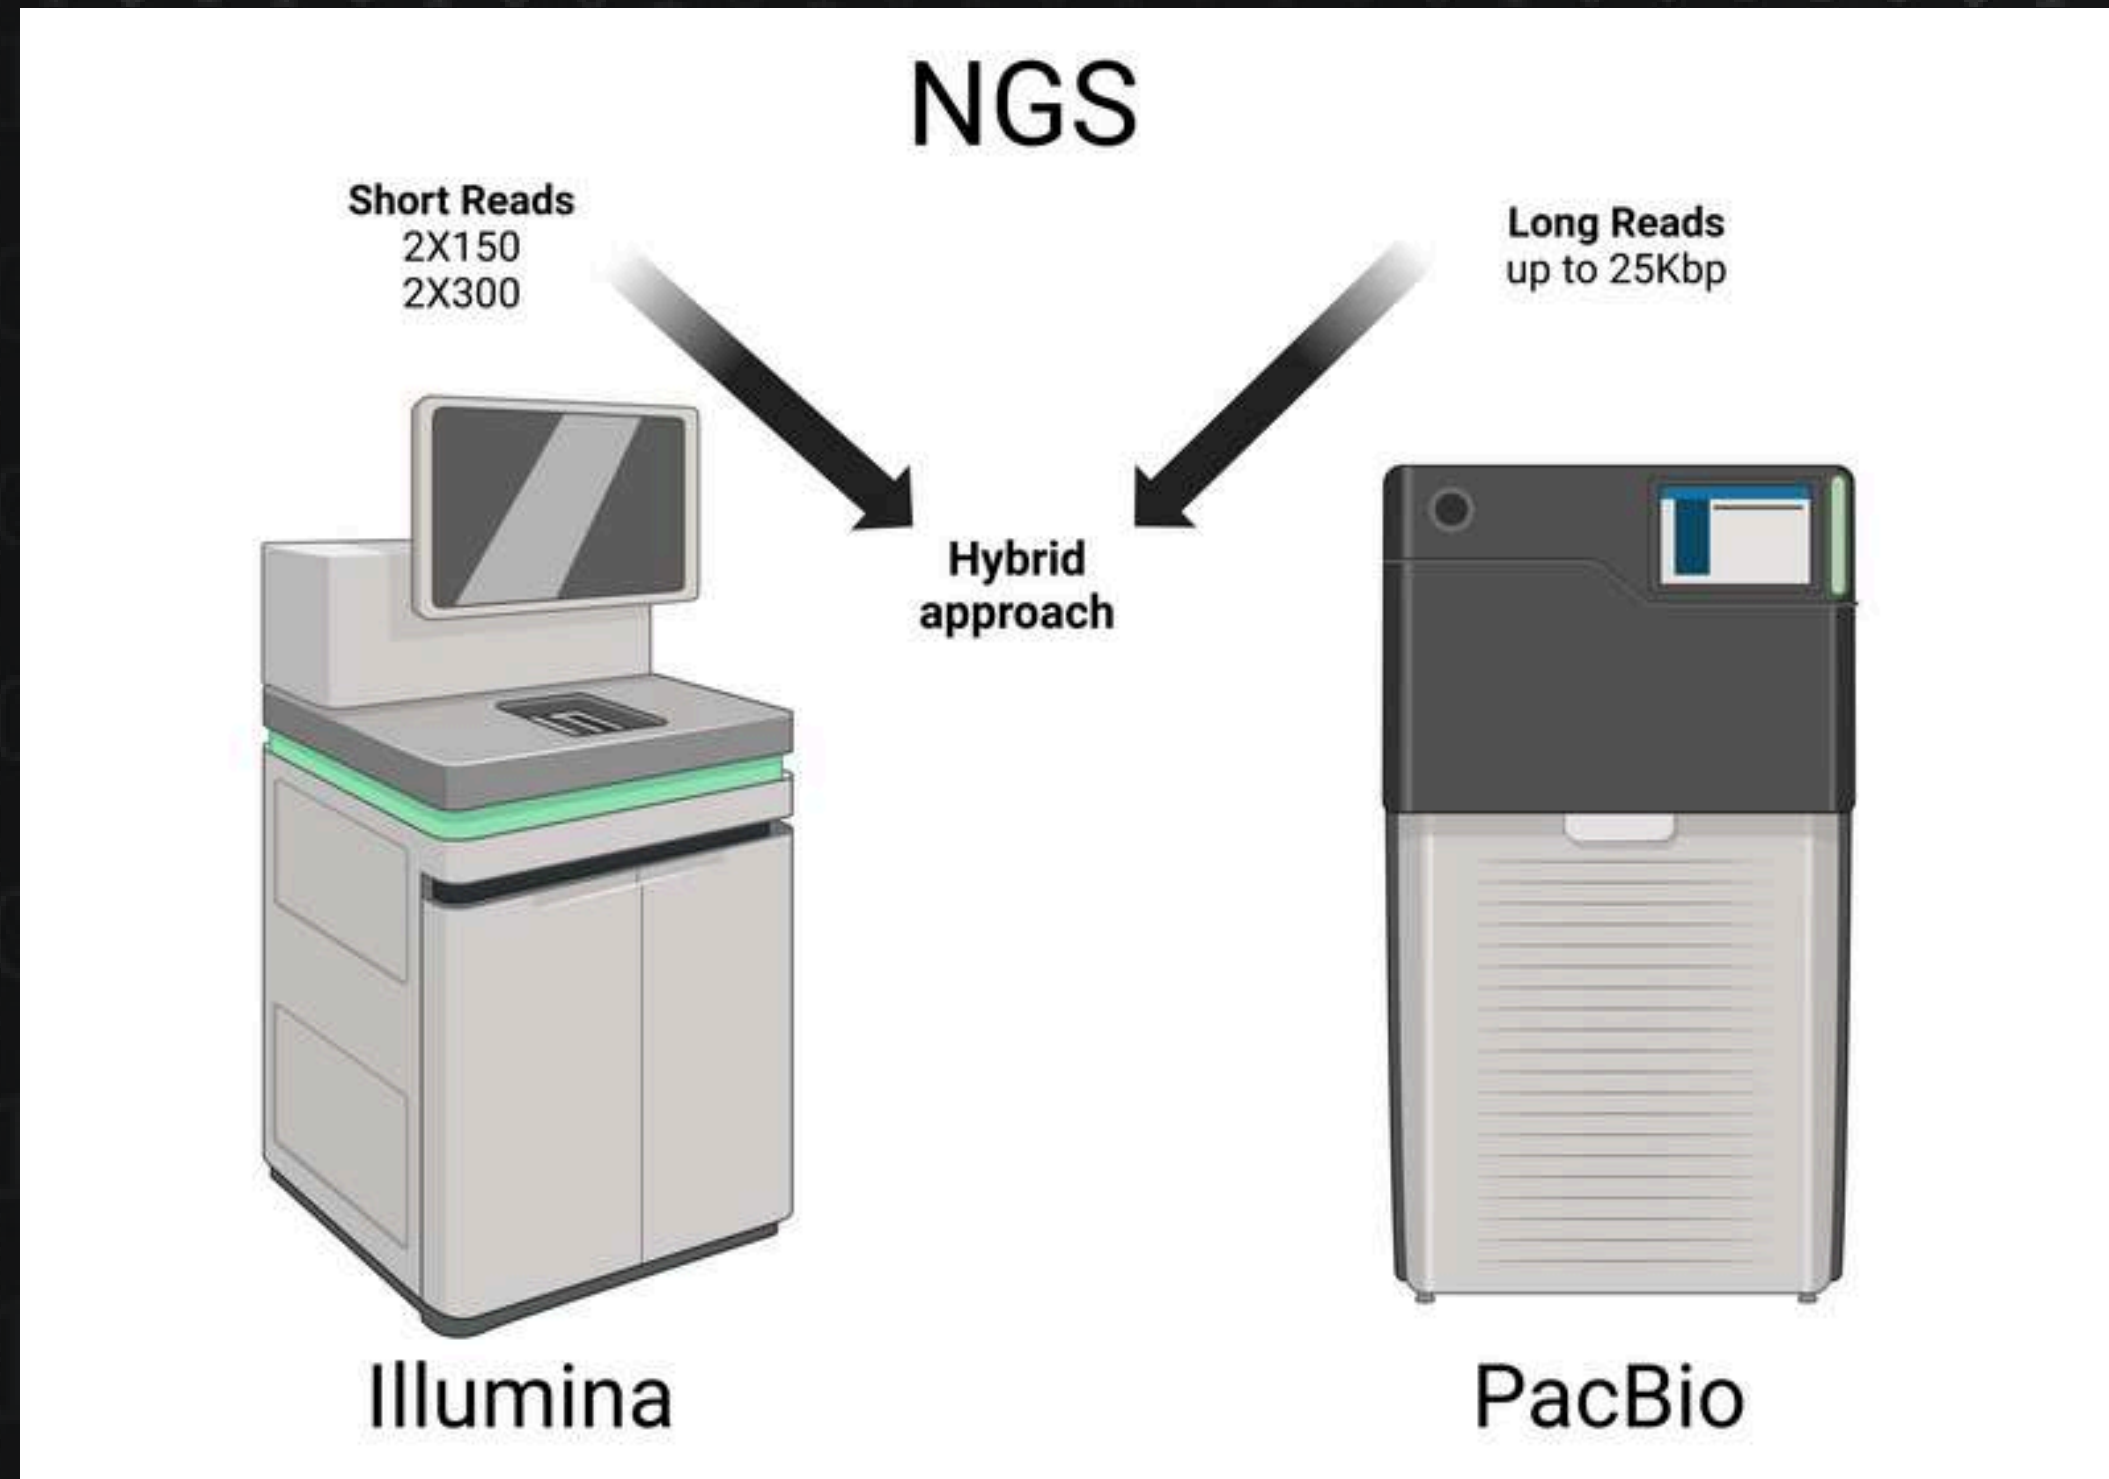 NGS
Short Reads
2X150
2X300
Long Reads
up to 25Kbp
Hybrid
approach
Illumina
PacBio